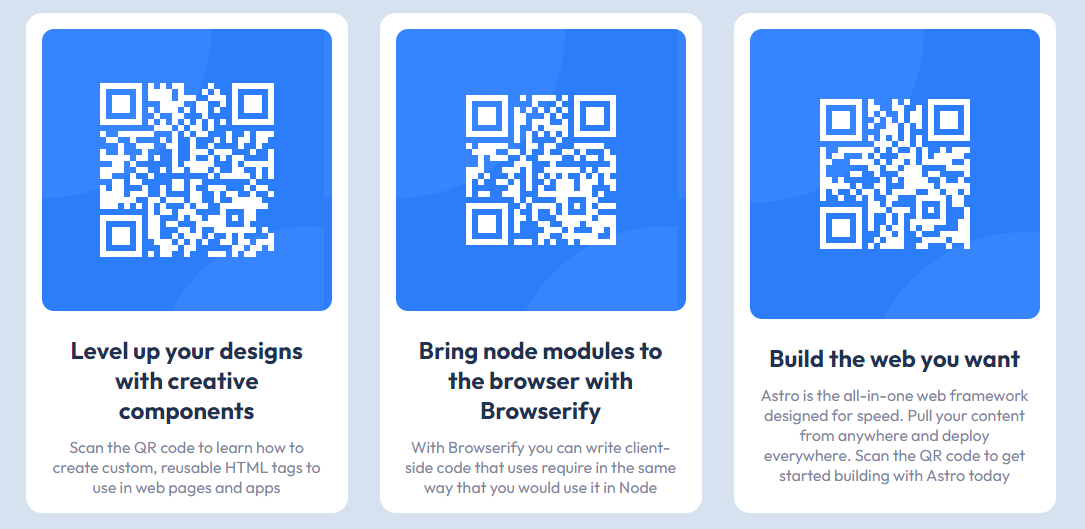 Level up your designs
with creative
components
Scan the QR code to learn how to
create custom, reusable HTML tags to
use in web pages and apps
Bring node modules to
the browser with
Browserify
With Browserify you can write client-
side code that uses require in the same
way that you would use it in Node
Build the web you want
Astro is the all-in-one web framework
designed for speed. Pull your content
from anywhere and deploy
everywhere. Scan the QR code to get
started building with Astro today